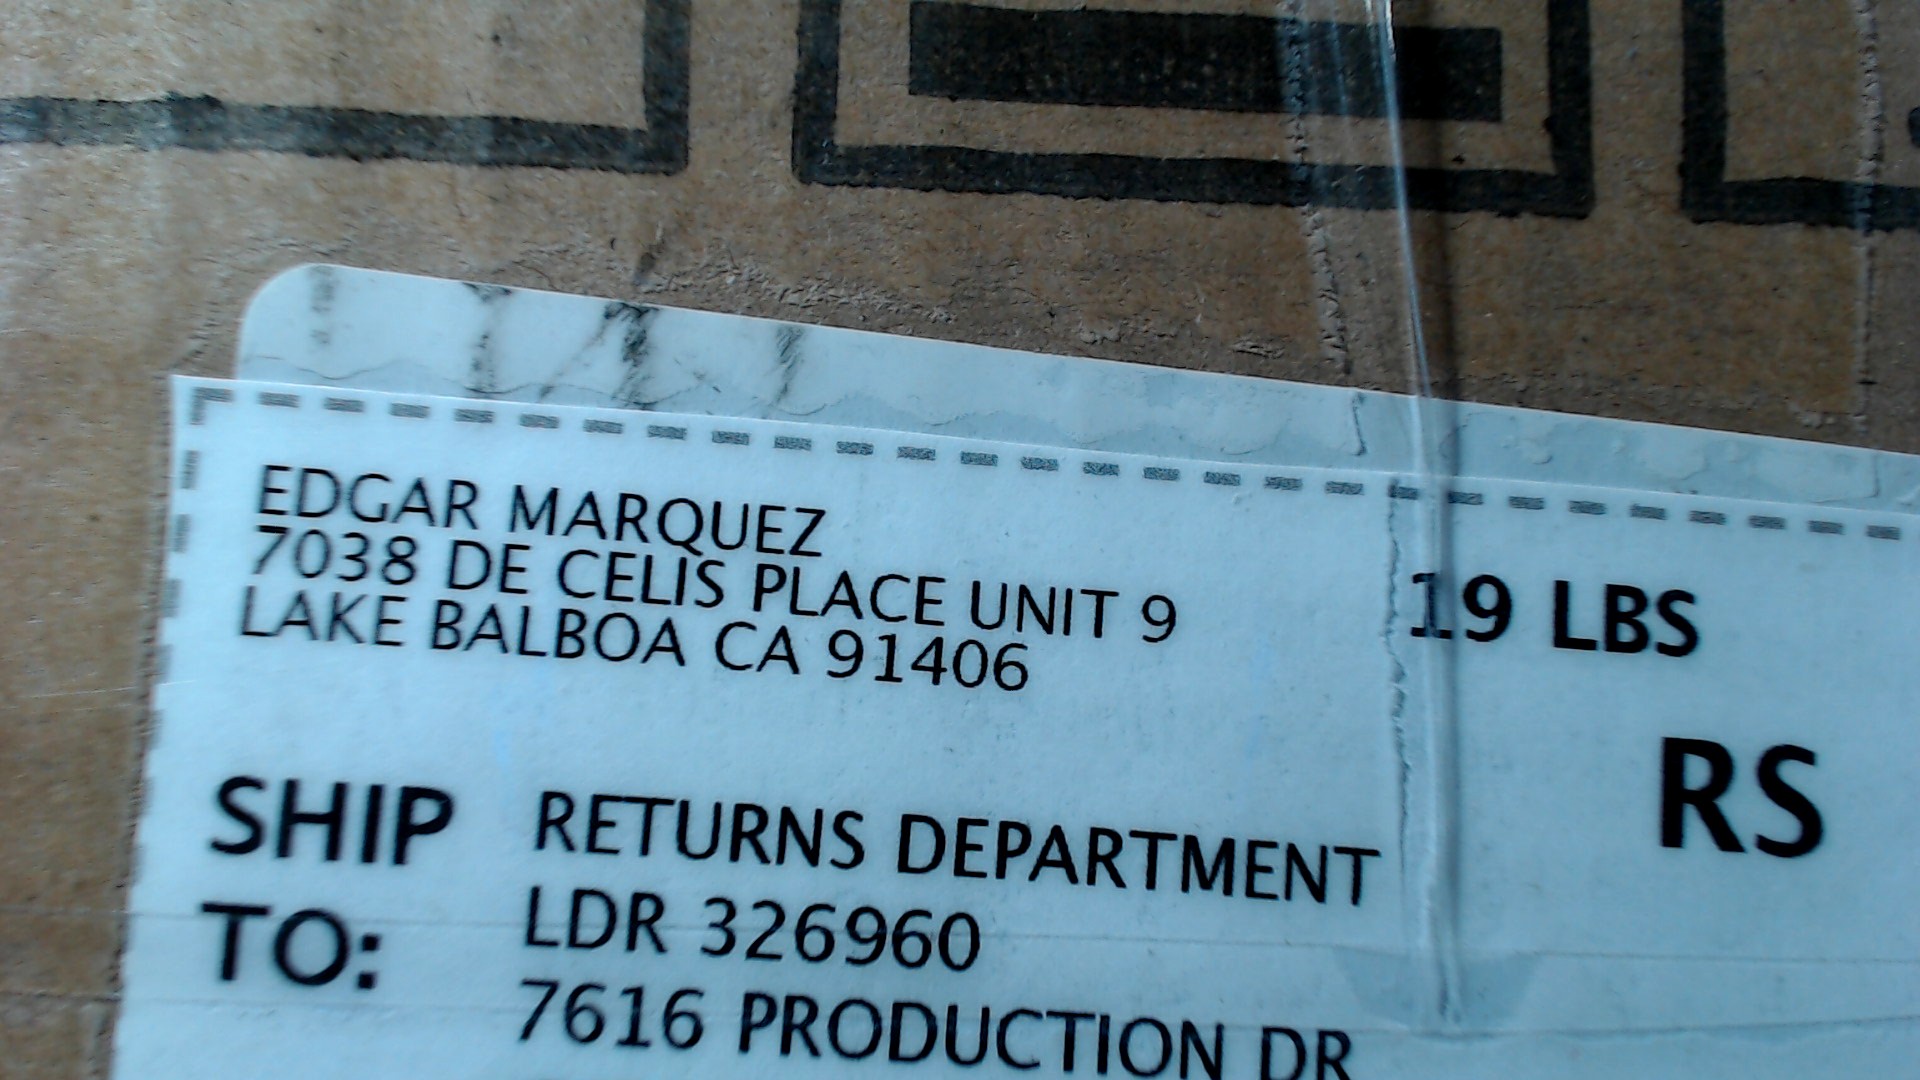 EDGAR MARQUEZ
7038 DE CELIS PLACE UNIT 9
LAKE BALBOA CA 91406
19 LBS
RS
SHIP TO:
RETURNS DEPARTMENT
LDR 326960
7616 PRODUCTION DR